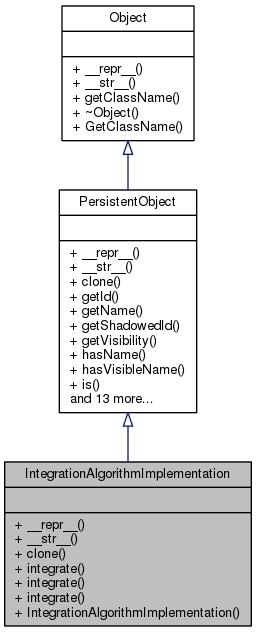 Object
+ __repr__()
+ __str__()
+ getClassName()
+ ~Object()
+ GetClassName()
PersistentObject
+ __repr__()
+ __str__()
+ clone()
+ getId()
+ getName()
+ getShadowedId()
+ getVisibility()
+ hasName()
+ hasVisibleName()
+ is()
and 13 more...
IntegrationAlgorithmImplementation
+ __repr__()
+ __str__()
+ clone()
+ integrate()
+ integrate()
+ integrate()
+ IntegrationAlgorithmImplementation()